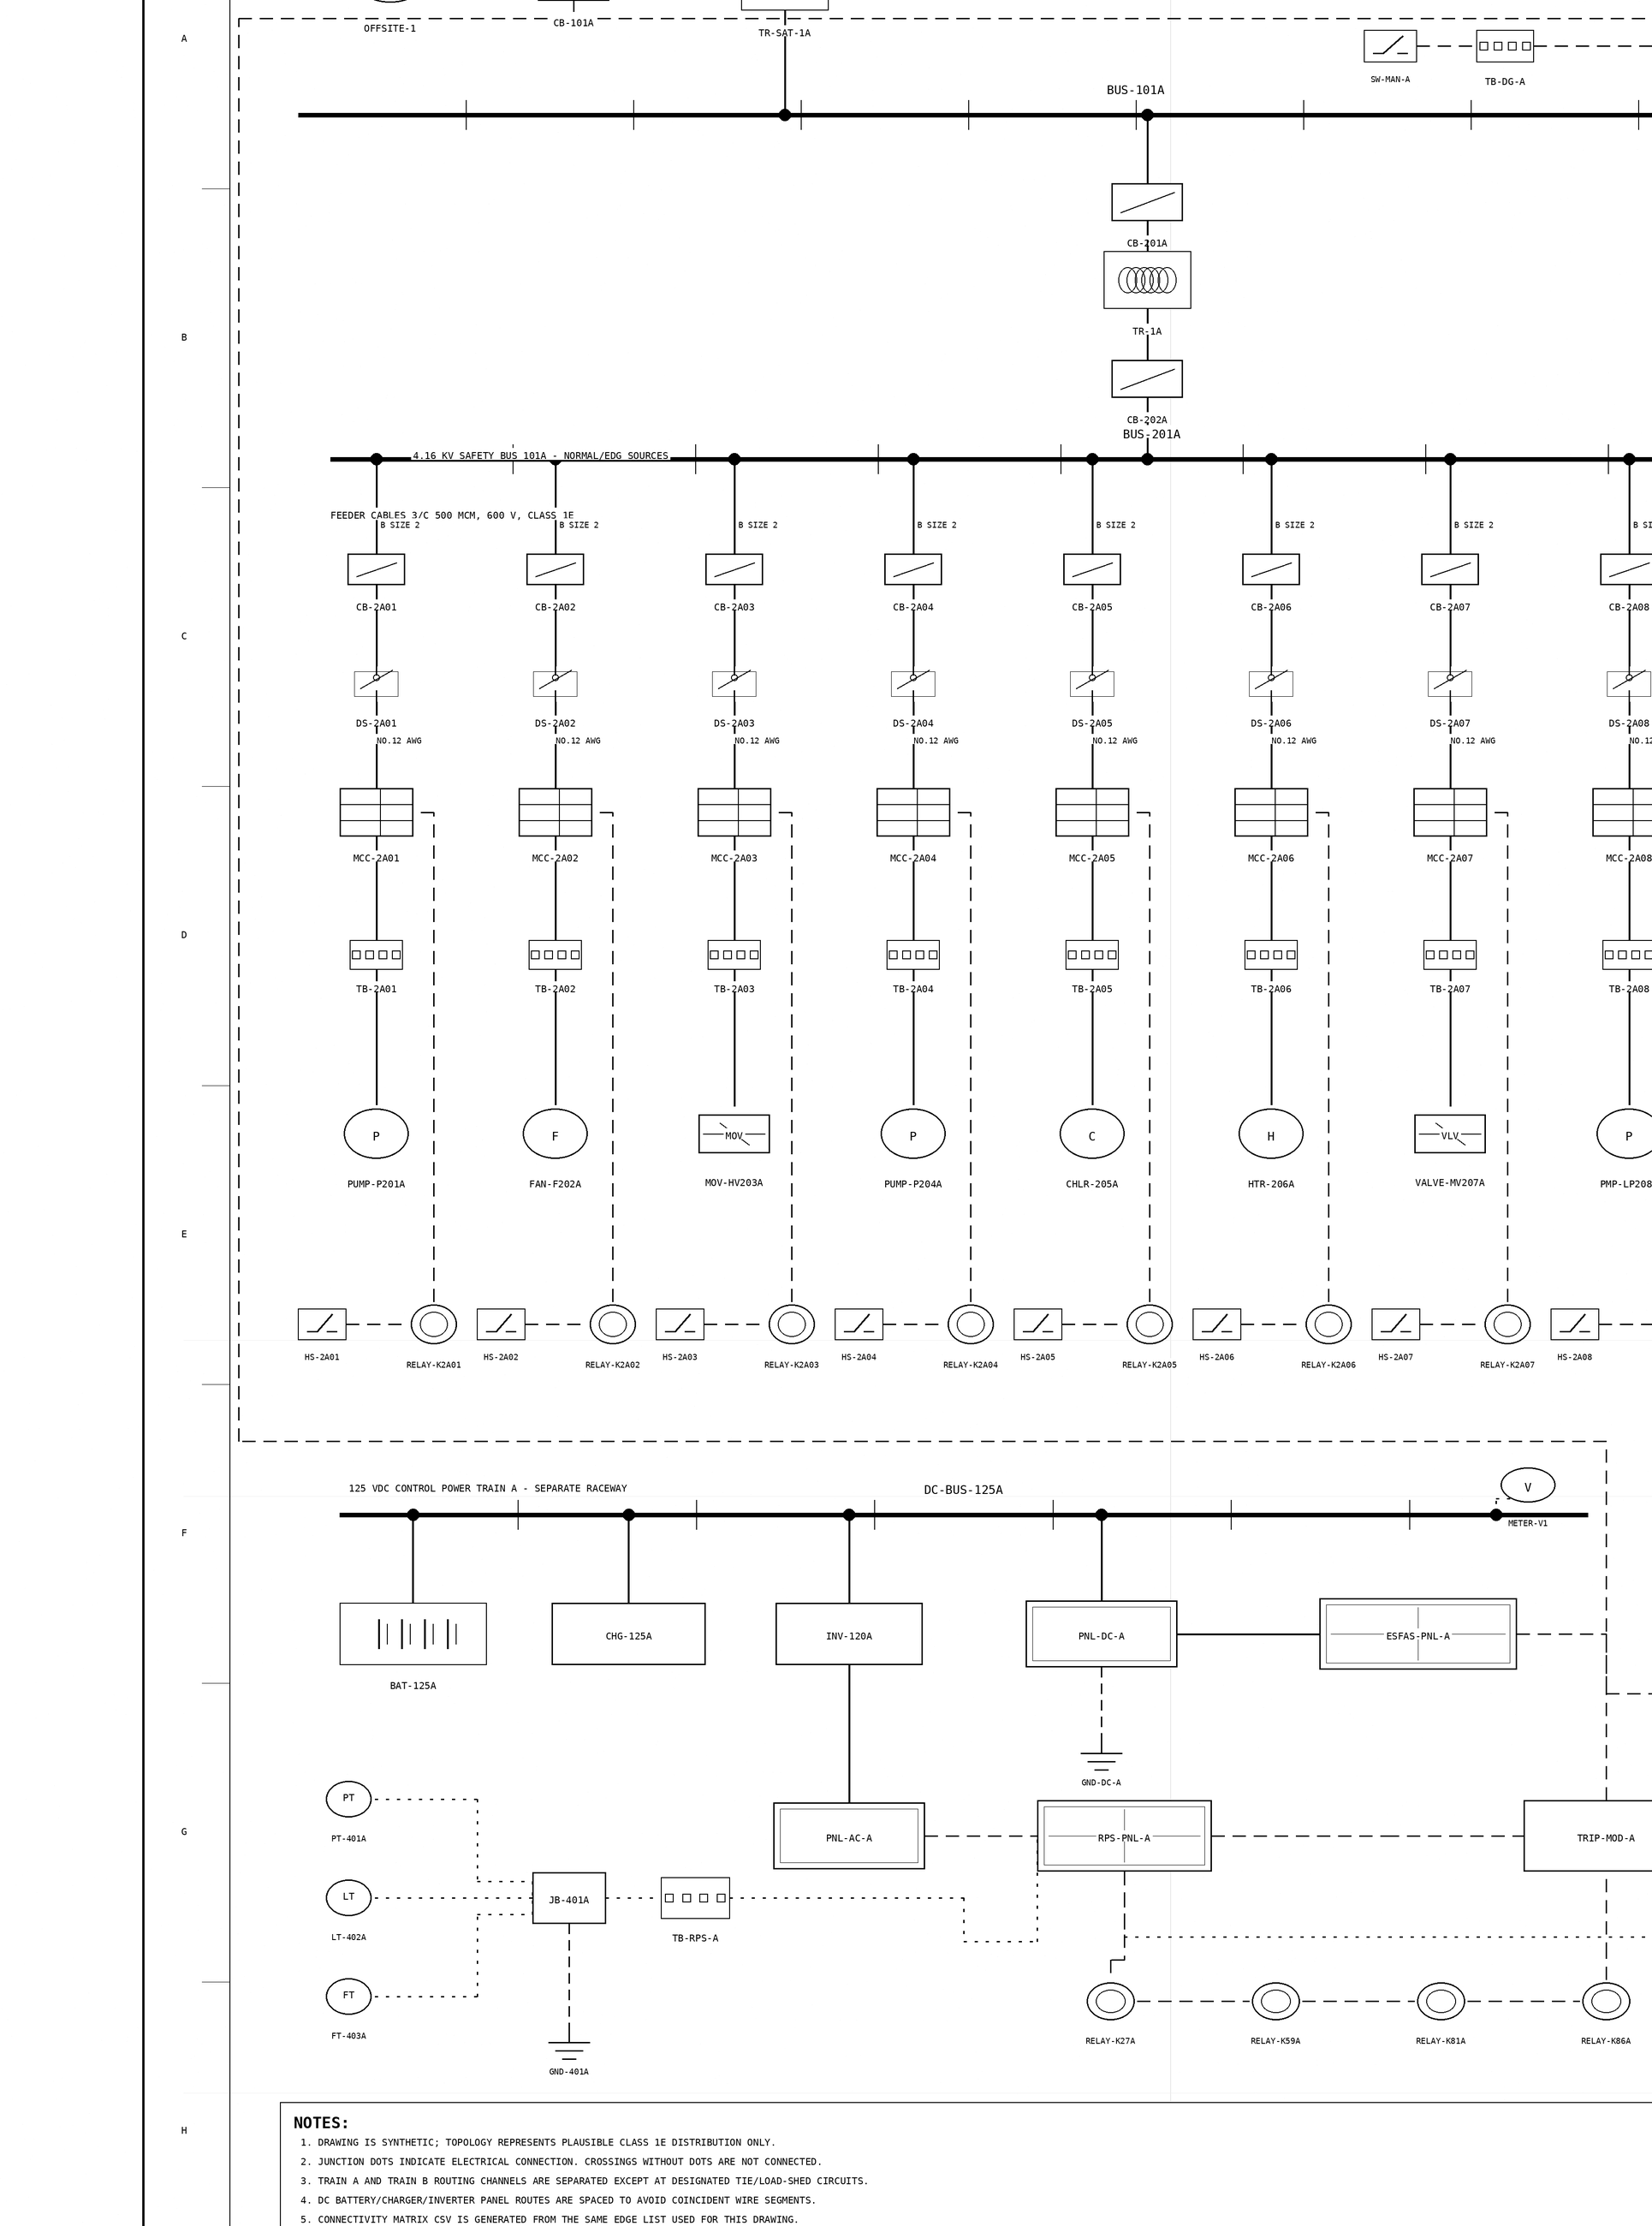 A
OFFSITE-1
CB-101A
TR-SAT-1A
SW-MAN-A
TB-DG-A
BUS-101A
CB-201A
B
TR-1A
CB-202A
BUS-201A
4.16 KV SAFETY BUS 101A - NORMAL/EDG SOURCES
FEEDER CABLES 3/C 500 MCM, 600 V, CLASS 1E
B SIZE 2
B SIZE 2
B SIZE 2
B SIZE 2
B SIZE 2
B SIZE 2
B SIZE 2
B SI
CB-2A01
CB-2A02
CB-2A03
CB-2A04
CB-2A05
CB-2A06
CB-2A07
CB-2A08
C
DS-2A01
DS-2A02
DS-2A03
DS-2A04
DS-2A05
DS-2A06
DS-2A07
DS-2A08
NO.12 AWG
NO.12 AWG
NO.12 AWG
NO.12 AWG
NO.12 AWG
NO.12 AWG
NO.12 AWG
NO.12
MCC-2A01
MCC-2A02
MCC-2A03
MCC-2A04
MCC-2A05
MCC-2A06
MCC-2A07
MCC-2A08
D
TB-2A01
TB-2A02
TB-2A03
TB-2A04
TB-2A05
TB-2A06
TB-2A07
TB-2A08
P
F
MOV
P
C
H
VLV
P
PUMP-P201A
FAN-F202A
MOV-HV203A
PUMP-P204A
CHLR-205A
HTR-206A
VALVE-MV207A
PMP-LP208
E
HS-2A01
RELAY-K2A01
HS-2A02
RELAY-K2A02
HS-2A03
RELAY-K2A03
HS-2A04
RELAY-K2A04
HS-2A05
RELAY-K2A05
HS-2A06
RELAY-K2A06
HS-2A07
RELAY-K2A07
HS-2A08
125 VDC CONTROL POWER TRAIN A - SEPARATE RACEWAY
DC-BUS-125A
V
METER-V1
F
CHG-125A
INV-120A
PNL-DC-A
ESFAS-PNL-A
BAT-125A
GND-DC-A
PT
PT-401A
G
PNL-AC-A
RPS-PNL-A
TRIP-MOD-A
LT
JB-401A
LT-402A
TB-RPS-A
FT
FT-403A
RELAY-K27A
RELAY-K59A
RELAY-K81A
RELAY-K86A
GND-401A
H
NOTES:
1. DRAWING IS SYNTHETIC; TOPOLOGY REPRESENTS PLAUSIBLE CLASS 1E DISTRIBUTION ONLY.
2. JUNCTION DOTS INDICATE ELECTRICAL CONNECTION. CROSSINGS WITHOUT DOTS ARE NOT CONNECTED.
3. TRAIN A AND TRAIN B ROUTING CHANNELS ARE SEPARATED EXCEPT AT DESIGNATED TIE/LOAD-SHED CIRCUITS.
4. DC BATTERY/CHARGER/INVERTER PANEL ROUTES ARE SPACED TO AVOID COINCIDENT WIRE SEGMENTS.
5. CONNECTIVITY MATRIX CSV IS GENERATED FROM THE SAME EDGE LIST USED FOR THIS DRAWING.